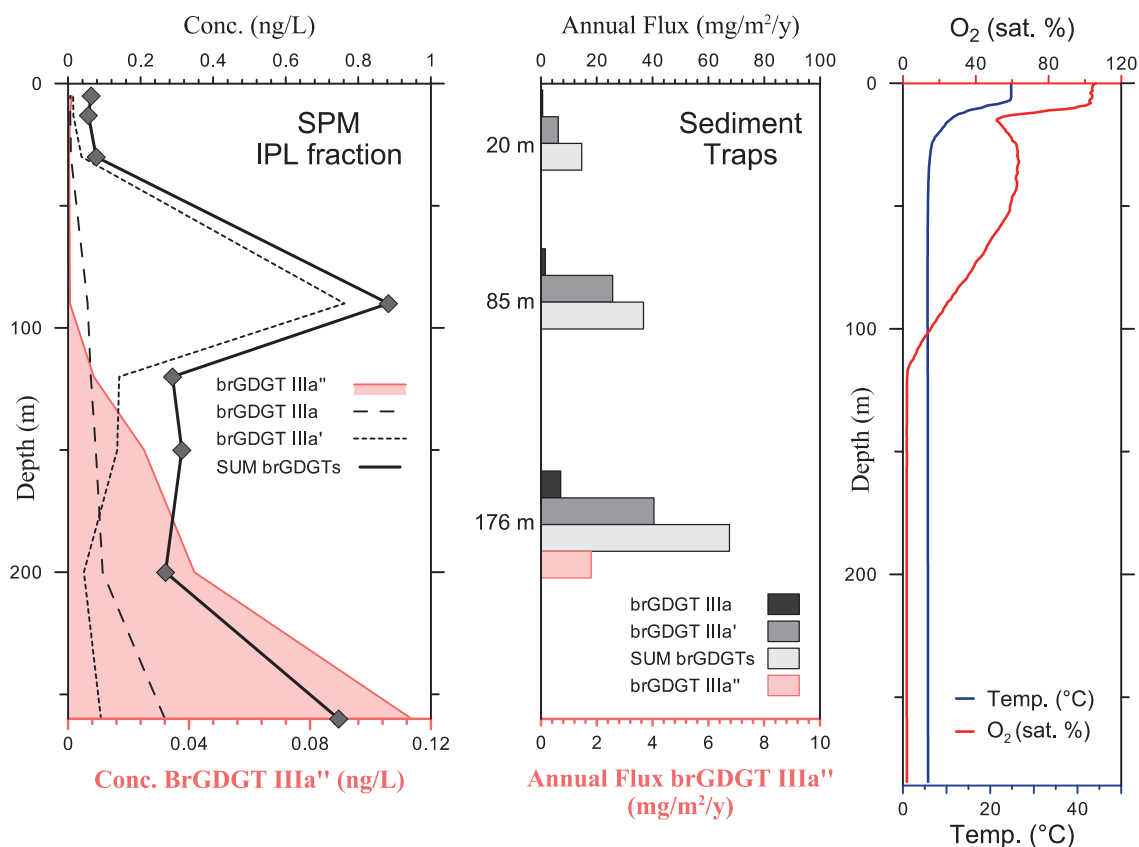 Conc. (ng/L)
0 0.2 0.4 0.6 0.8 1
SPM
IPL fraction
0
100
200
Depth (m)
brGDGT IIIa''
brGDGT IIIa
brGDGT IIIa'
SUM brGDGTs
0 0.04 0.08 0.12
Conc. BrGDGT IIIa'' (ng/L)
Annual Flux (mg/m²/y)
0 20 40 60 80 100
Sediment
Traps
20 m
85 m
176 m
brGDGT IIIa
brGDGT IIIa'
SUM brGDGTs
brGDGT IIIa''
0 2 4 6 8 10
Annual Flux brGDGT IIIa''
(mg/m²/y)
O₂ (sat. %)
0 40 80 120
0
100
200
Depth (m)
Temp. (°C)
O₂ (sat. %)
0 20 40
Temp. (°C)